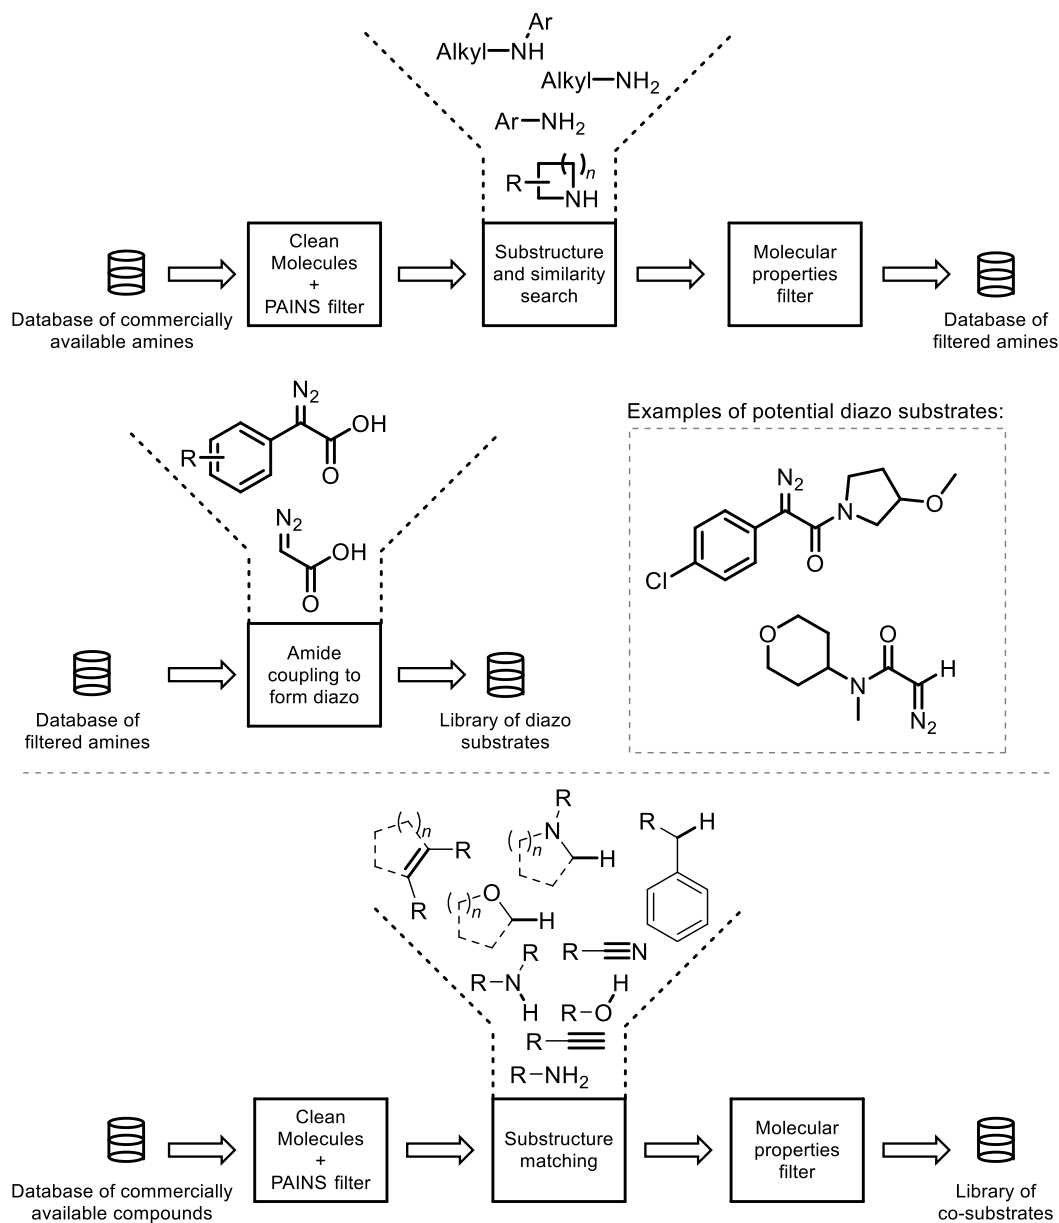 Ar
Alkyl–NH
Alkyl–NH2
Ar–NH2
( )n
R
NH
Clean
Molecules
+
PAINS filter
Substructure
and similarity
search
Molecular
properties
filter
Database of commercially
available amines
Database of
filtered amines
N2
OH
R
O
N2
OH
O
Amide
coupling to
form diazo
Database of
filtered amines
Library of diazo
substrates
Examples of potential diazo substrates:
N2
N
O
O
Cl
O
O
H
N
N2
( )n
R
R
R
N
( )n
H
R
H
O
( )n
H
R
R–N
H
R
N
H
R–O
R
R–NH2
Clean
Molecules
+
PAINS filter
Substructure
matching
Molecular
properties
filter
Database of commercially
available compounds
Library of
co-substrates